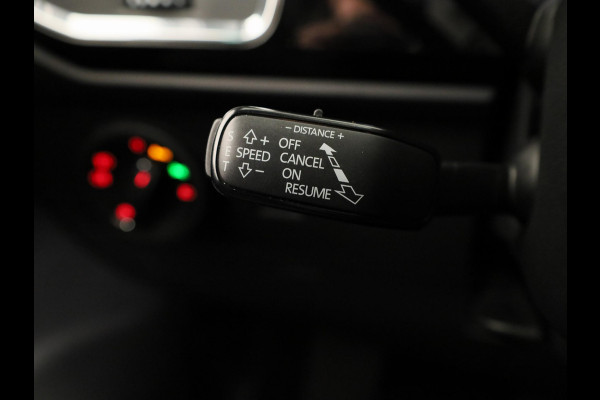 − DISTANCE +
SET
+ OFF
SPEED CANCEL
− ON
RESUME